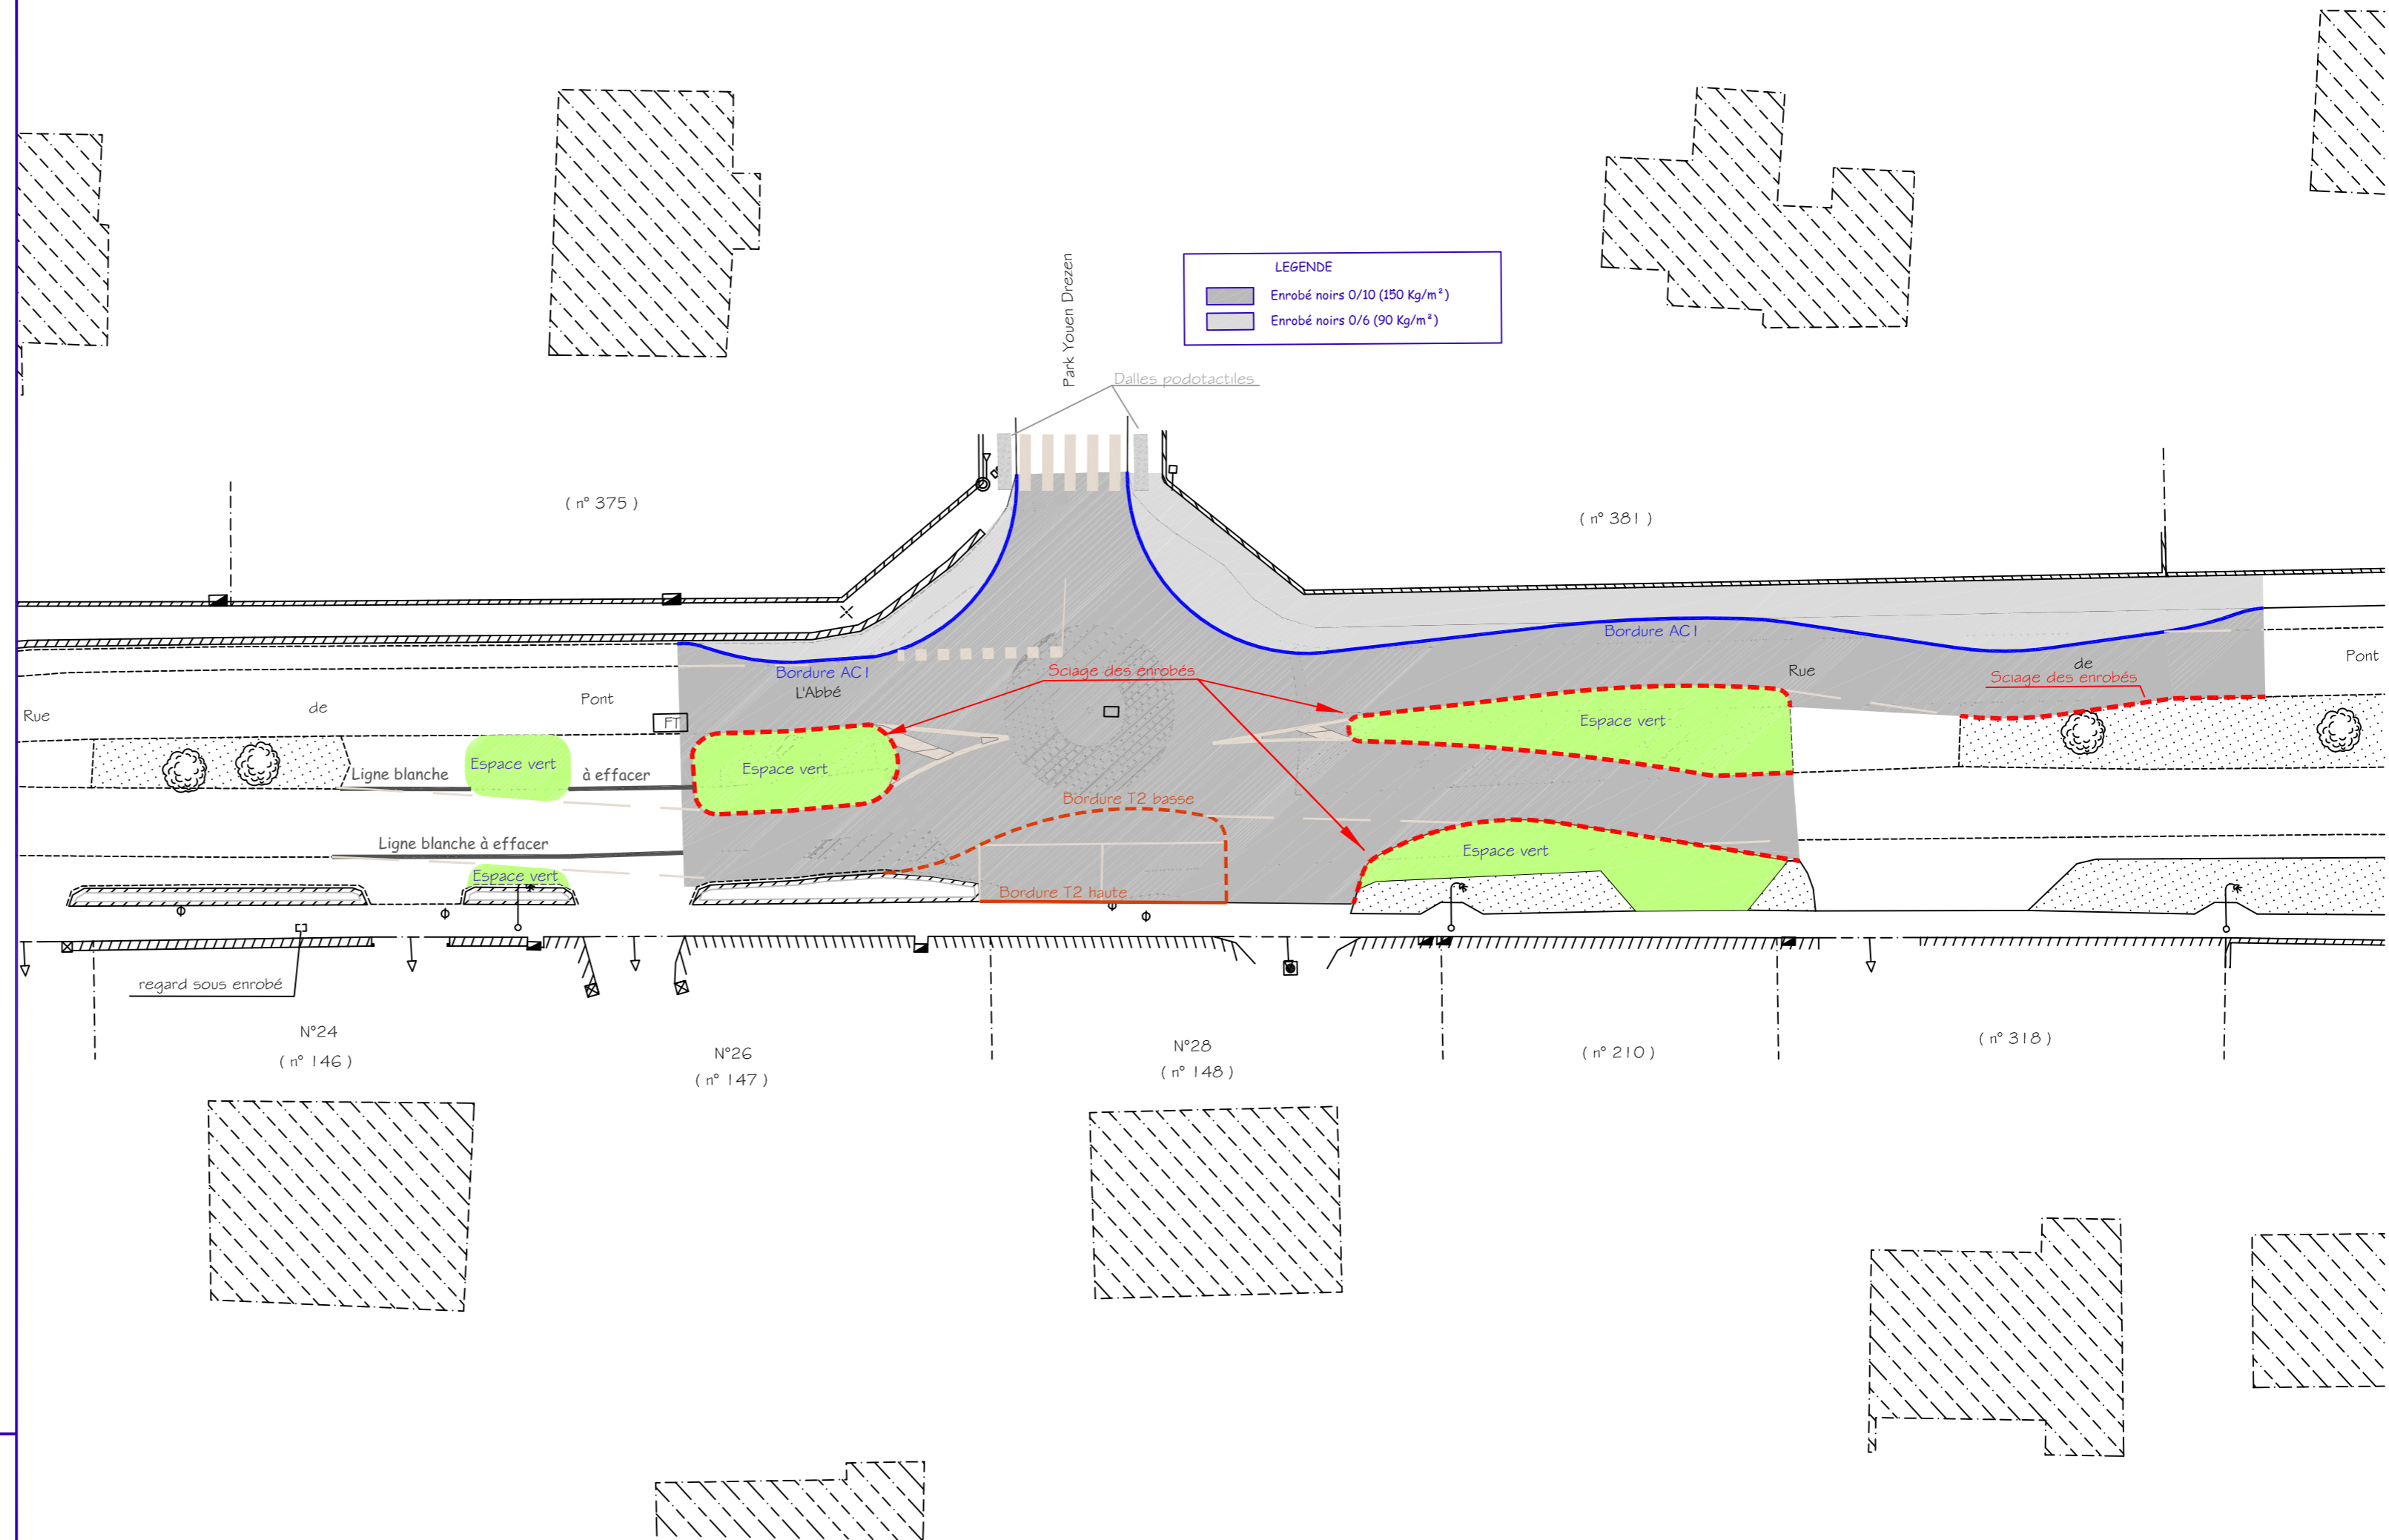 LEGENDE
Enrobé noirs 0/10 (150 Kg/m²)
Enrobé noirs 0/6 (90 Kg/m²)
Park Youen Drezen
Dalles podotactiles
( n° 375 )
( n° 381 )
Bordure AC1
Bordure AC1
L'Abbé
Sciage des enrobés
Rue
de
Sciage des enrobés
Pont
Rue
de
Pont
FT
Espace vert
Espace vert
Espace vert
Ligne blanche
à effacer
Bordure T2 basse
Ligne blanche à effacer
Espace vert
Espace vert
Bordure T2 haute
regard sous enrobé
N°24
( n° 146 )
N°26
( n° 147 )
N°28
( n° 148 )
( n° 210 )
( n° 318 )